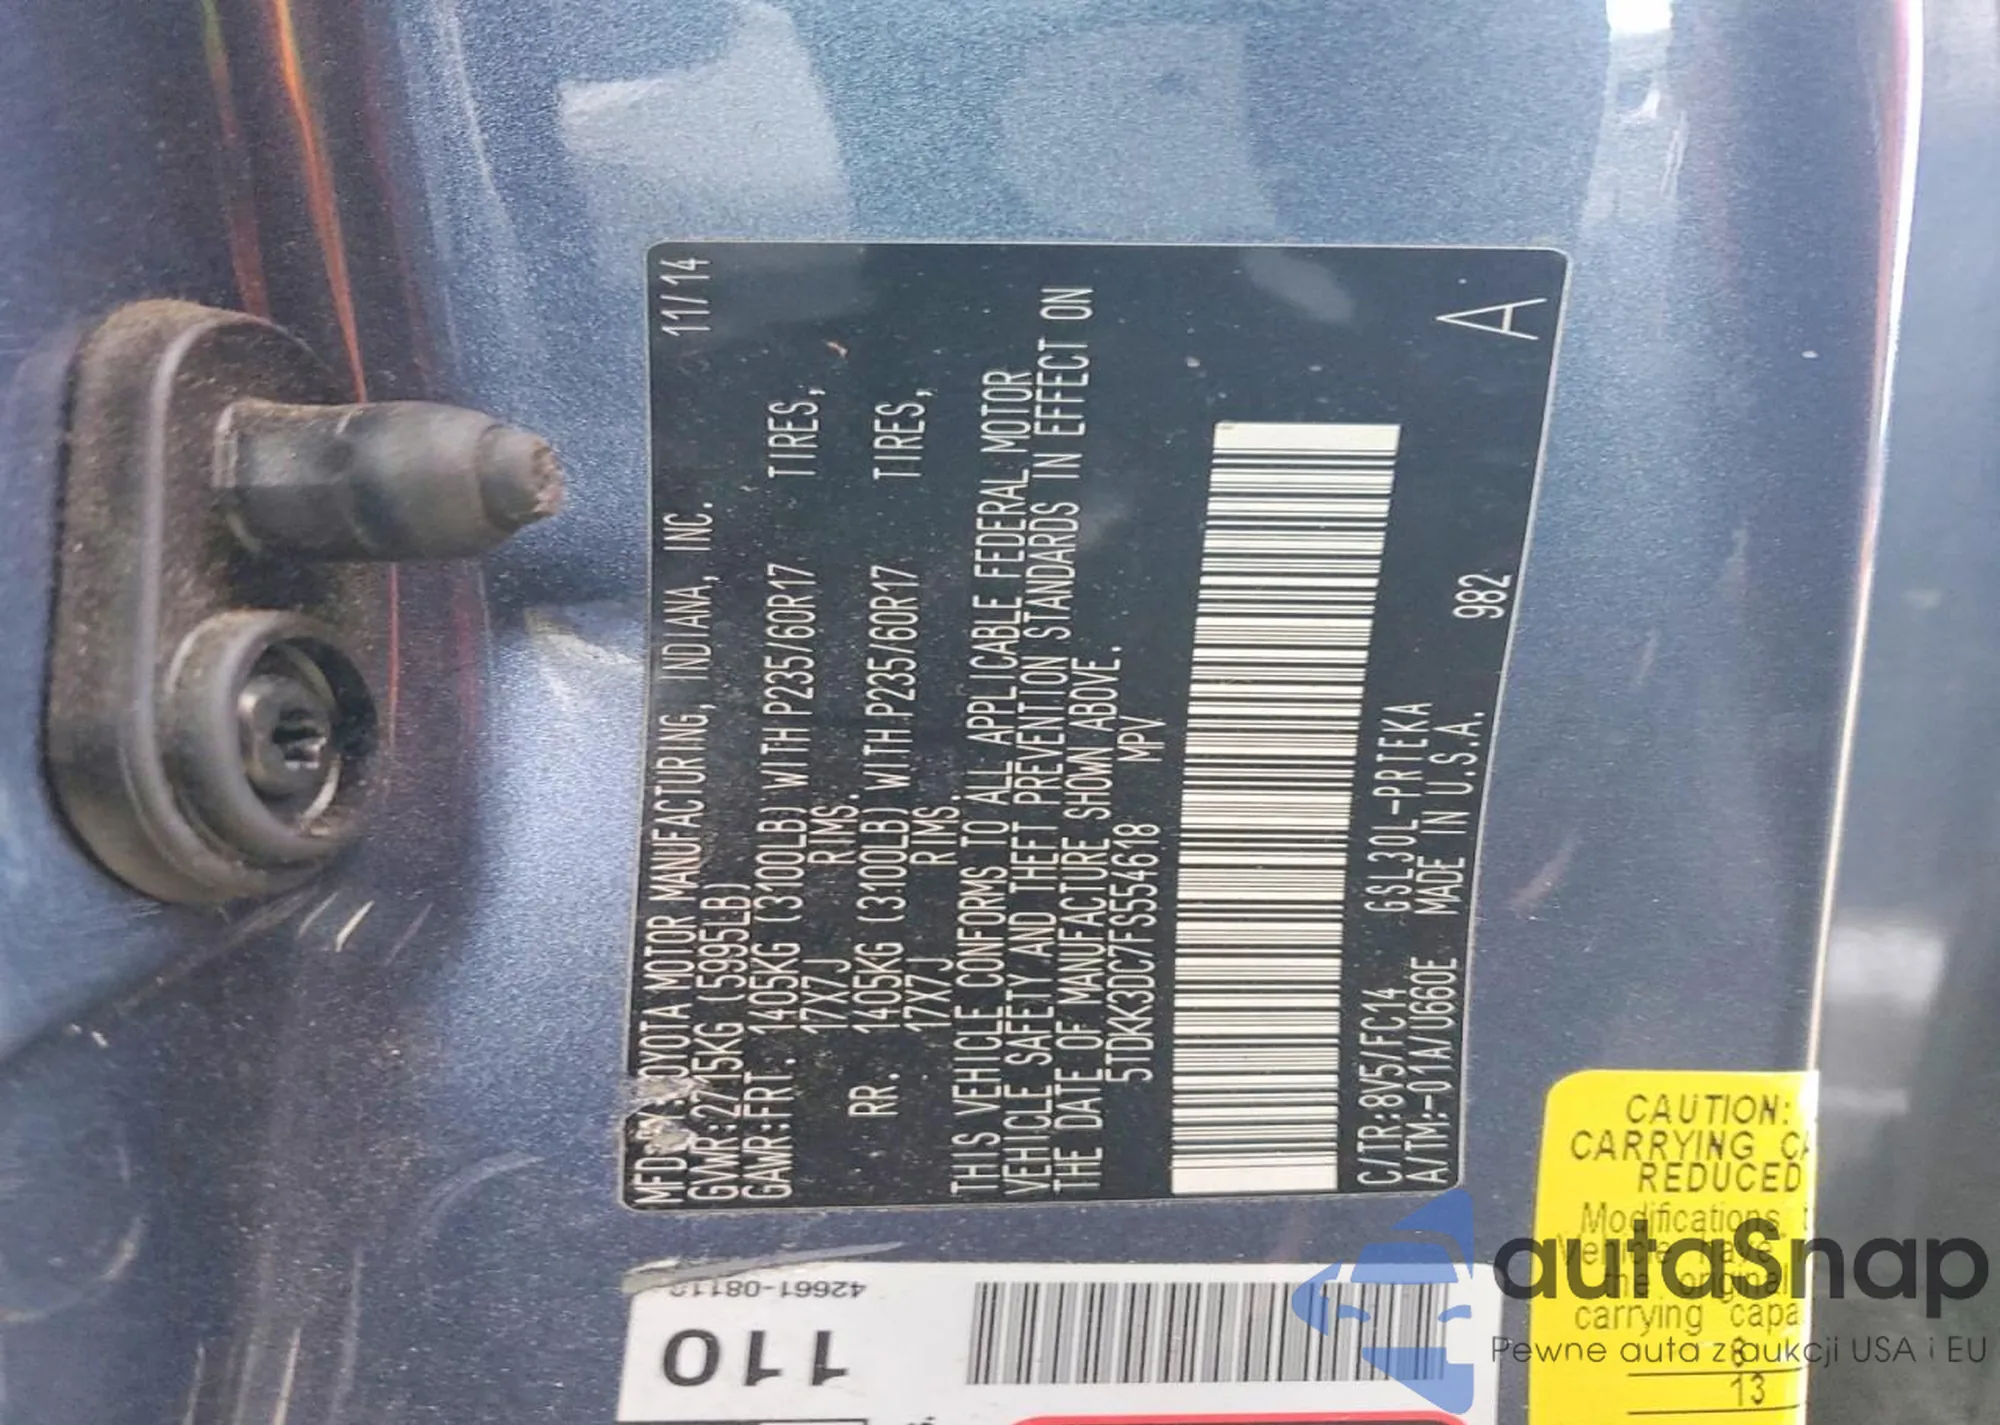 MFD. BY: TOYOTA MOTOR MANUFACTURING, INDIANA, INC. 11/14
GVWR:2715KG (5995LB)
GAWR:FRT. 1405KG (3100LB) WITH P235/60R17 TIRES,
17X7J RIMS.
RR. 1405KG (3100LB) WITH P235/60R17 TIRES,
17X7J RIMS.
THIS VEHICLE CONFORMS TO ALL APPLICABLE FEDERAL MOTOR
VEHICLE SAFETY AND THEFT PREVENTION STANDARDS IN EFFECT ON
THE DATE OF MANUFACTURE SHOWN ABOVE.
5TDKK3DC7FS554618 MPV
C/TR:8V5/FC14 GSL30L-PRTEKA
A/TM:-01A/U660E MADE IN U.S.A. 982 A
42661-0811
110
CAUTION:
CARRYING
REDUCED
Modifications
the original
carrying capa
8
13
autoSnap
Pewne auta z aukcji USA i EU